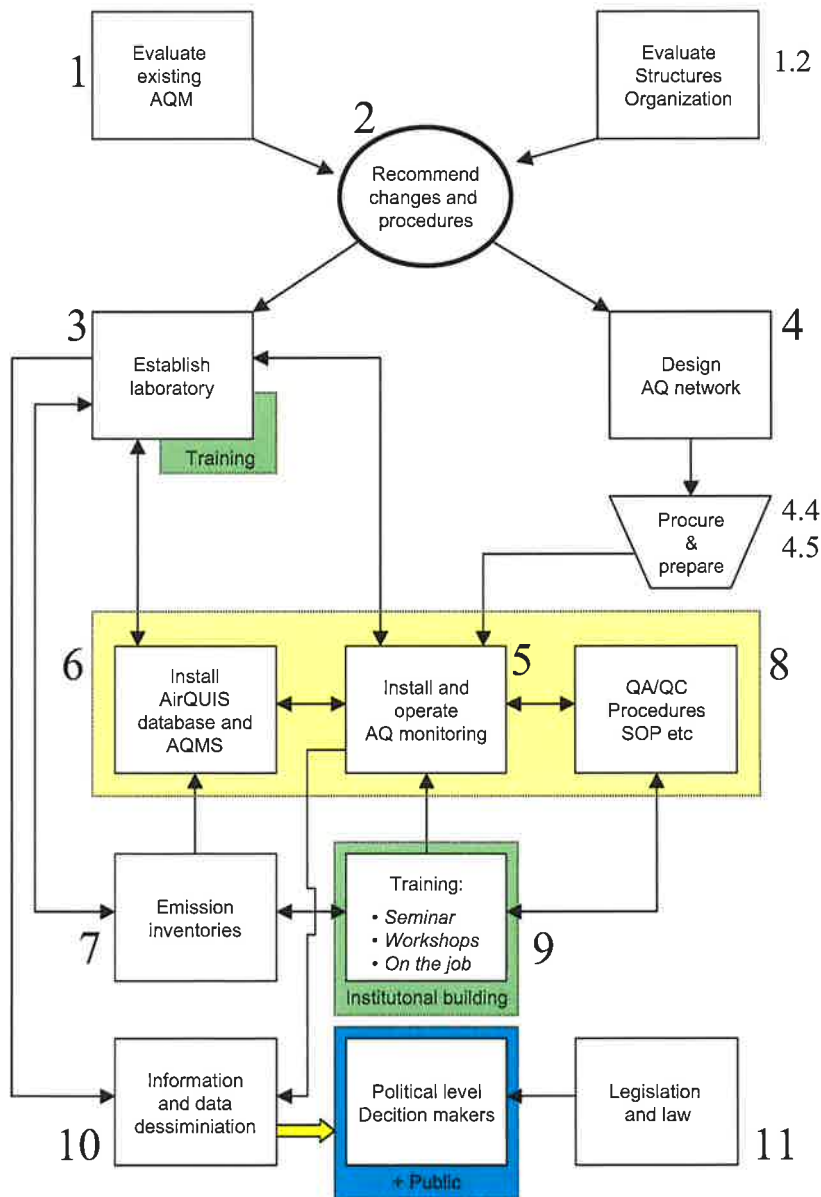 1
Evaluate
existing
AQM
Evaluate
Structures
Organization
1.2
2
Recommend
changes and
procedures
3
Establish
laboratory
Training
4
Design
AQ network
Procure
&
prepare
4.4
4.5
6
Install
AirQUIS
database and
AQMS
5
Install and
operate
AQ monitoring
QA/QC
Procedures
SOP etc
8
7
Emission
inventories
Training:
• Seminar
• Workshops
• On the job
Institutonal building
9
10
Information
and data
dessiminiation
Political level
Decition makers
+ Public
Legislation
and law
11